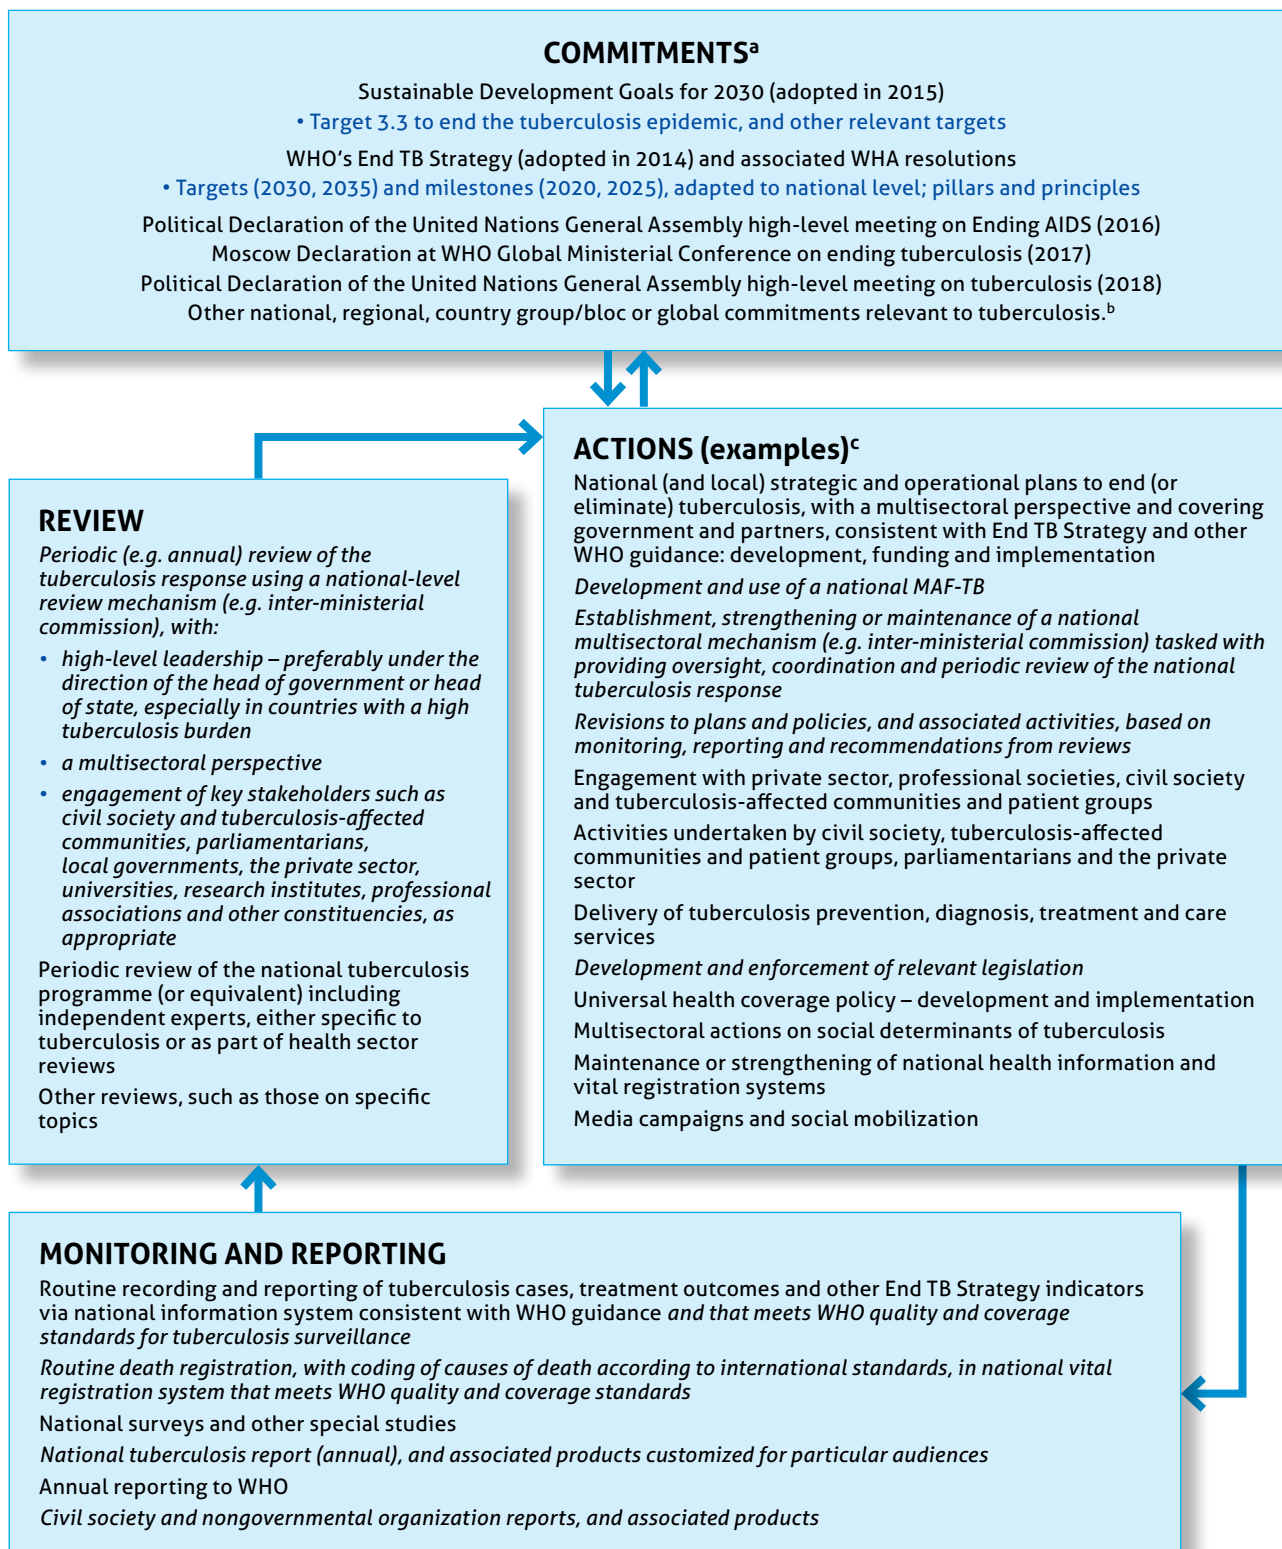 COMMITMENTSᵃ
Sustainable Development Goals for 2030 (adopted in 2015)
• Target 3.3 to end the tuberculosis epidemic, and other relevant targets
WHO's End TB Strategy (adopted in 2014) and associated WHA resolutions
• Targets (2030, 2035) and milestones (2020, 2025), adapted to national level; pillars and principles
Political Declaration of the United Nations General Assembly high-level meeting on Ending AIDS (2016)
Moscow Declaration at WHO Global Ministerial Conference on ending tuberculosis (2017)
Political Declaration of the United Nations General Assembly high-level meeting on tuberculosis (2018)
Other national, regional, country group/bloc or global commitments relevant to tuberculosis.ᵇ
REVIEW
Periodic (e.g. annual) review of the
tuberculosis response using a national-level
review mechanism (e.g. inter-ministerial
commission), with:
• high-level leadership – preferably under the
direction of the head of government or head
of state, especially in countries with a high
tuberculosis burden
• a multisectoral perspective
• engagement of key stakeholders such as
civil society and tuberculosis-affected
communities, parliamentarians,
local governments, the private sector,
universities, research institutes, professional
associations and other constituencies, as
appropriate
Periodic review of the national tuberculosis
programme (or equivalent) including
independent experts, either specific to
tuberculosis or as part of health sector
reviews
Other reviews, such as those on specific
topics
ACTIONS (examples)ᶜ
National (and local) strategic and operational plans to end (or
eliminate) tuberculosis, with a multisectoral perspective and covering
government and partners, consistent with End TB Strategy and other
WHO guidance: development, funding and implementation
Development and use of a national MAF-TB
Establishment, strengthening or maintenance of a national
multisectoral mechanism (e.g. inter-ministerial commission) tasked with
providing oversight, coordination and periodic review of the national
tuberculosis response
Revisions to plans and policies, and associated activities, based on
monitoring, reporting and recommendations from reviews
Engagement with private sector, professional societies, civil society
and tuberculosis-affected communities and patient groups
Activities undertaken by civil society, tuberculosis-affected
communities and patient groups, parliamentarians and the private
sector
Delivery of tuberculosis prevention, diagnosis, treatment and care
services
Development and enforcement of relevant legislation
Universal health coverage policy – development and implementation
Multisectoral actions on social determinants of tuberculosis
Maintenance or strengthening of national health information and
vital registration systems
Media campaigns and social mobilization
MONITORING AND REPORTING
Routine recording and reporting of tuberculosis cases, treatment outcomes and other End TB Strategy indicators
via national information system consistent with WHO guidance and that meets WHO quality and coverage
standards for tuberculosis surveillance
Routine death registration, with coding of causes of death according to international standards, in national vital
registration system that meets WHO quality and coverage standards
National surveys and other special studies
National tuberculosis report (annual), and associated products customized for particular audiences
Annual reporting to WHO
Civil society and nongovernmental organization reports, and associated products